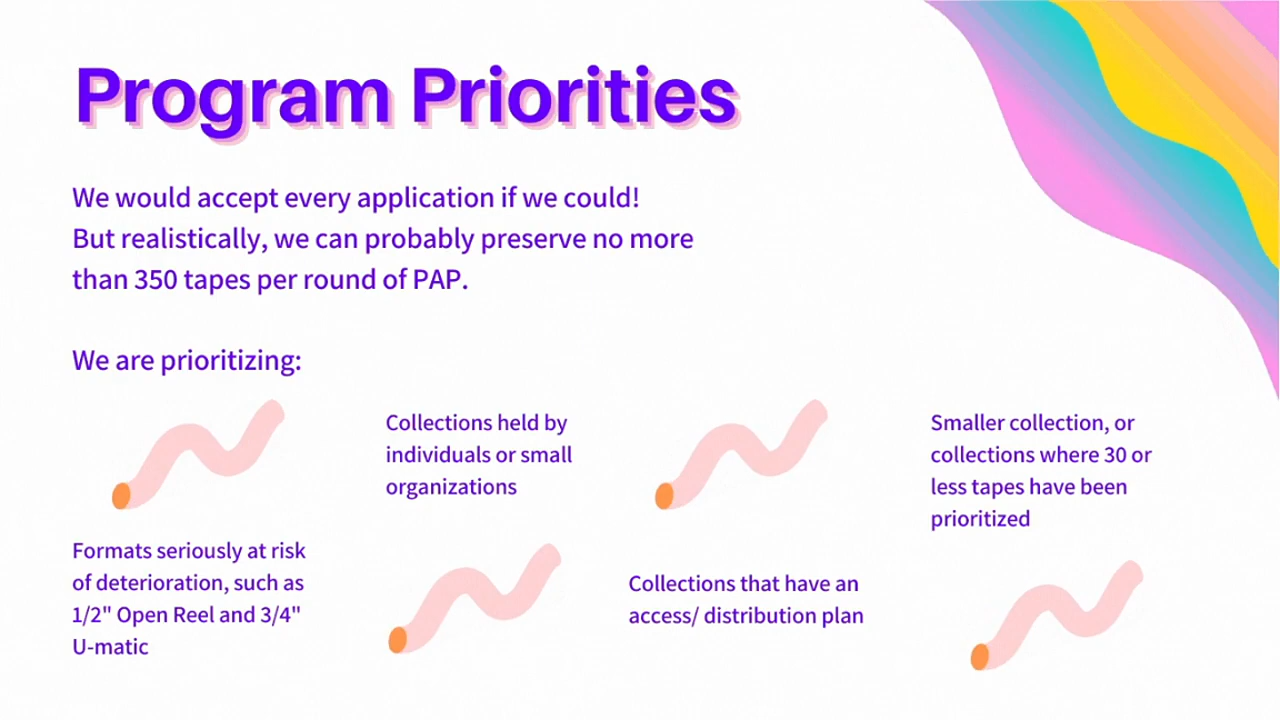 Program Priorities
We would accept every application if we could!
But realistically, we can probably preserve no more
than 350 tapes per round of PAP.
We are prioritizing:
Formats seriously at risk
of deterioration, such as
1/2" Open Reel and 3/4"
U-matic
Collections held by
individuals or small
organizations
Collections that have an
access/ distribution plan
Smaller collection, or
collections where 30 or
less tapes have been
prioritized